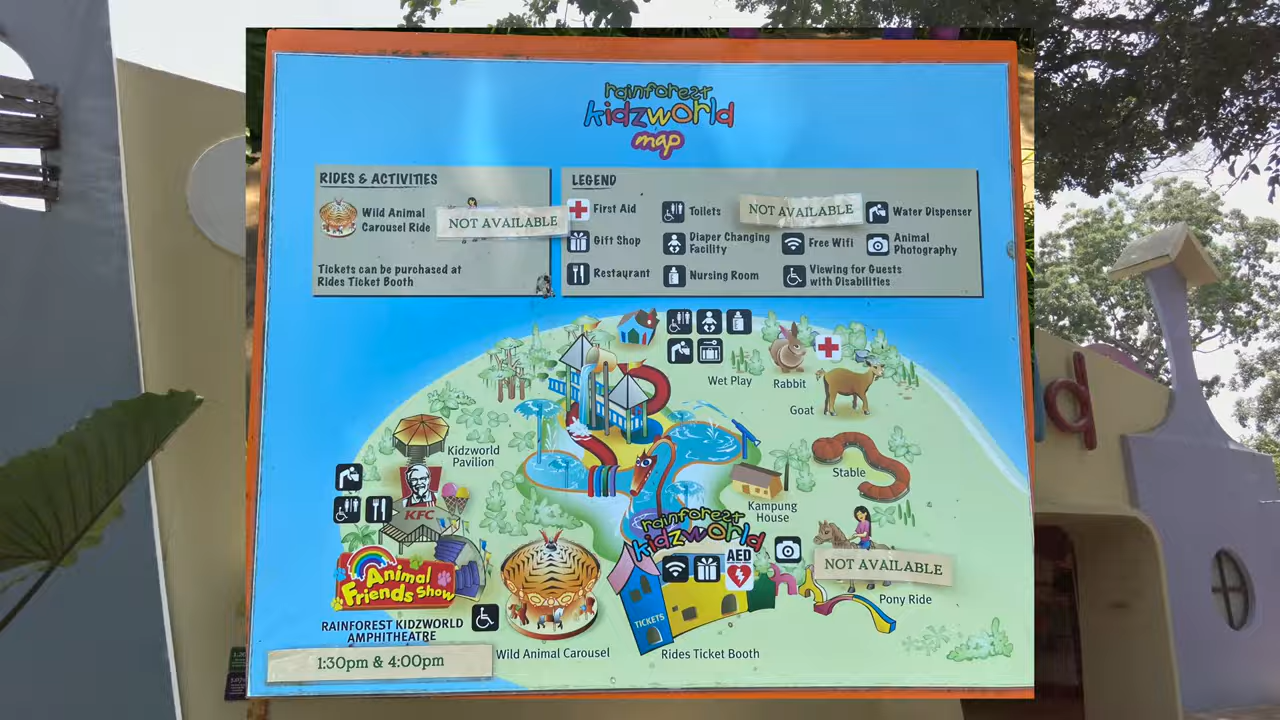 rainforest
kidzworld
map
RIDES & ACTIVITIES
Wild Animal
Carousel Ride
NOT AVAILABLE
Tickets can be purchased at
Rides Ticket Booth
LEGEND
First Aid
Toilets
NOT AVAILABLE
Water Dispenser
Gift Shop
Diaper Changing
Facility
Free Wifi
Animal
Photography
Restaurant
Nursing Room
Viewing for Guests
with Disabilities
Wet Play
Rabbit
Goat
Kidzworld
Pavilion
Stable
KFC
Kampung
House
rainforest
kidzworld
AED
NOT AVAILABLE
Pony Ride
Animal
Friends Show
TICKETS
RAINFOREST KIDZWORLD
AMPHITHEATRE
1:30pm & 4:00pm
Wild Animal Carousel
Rides Ticket Booth
d